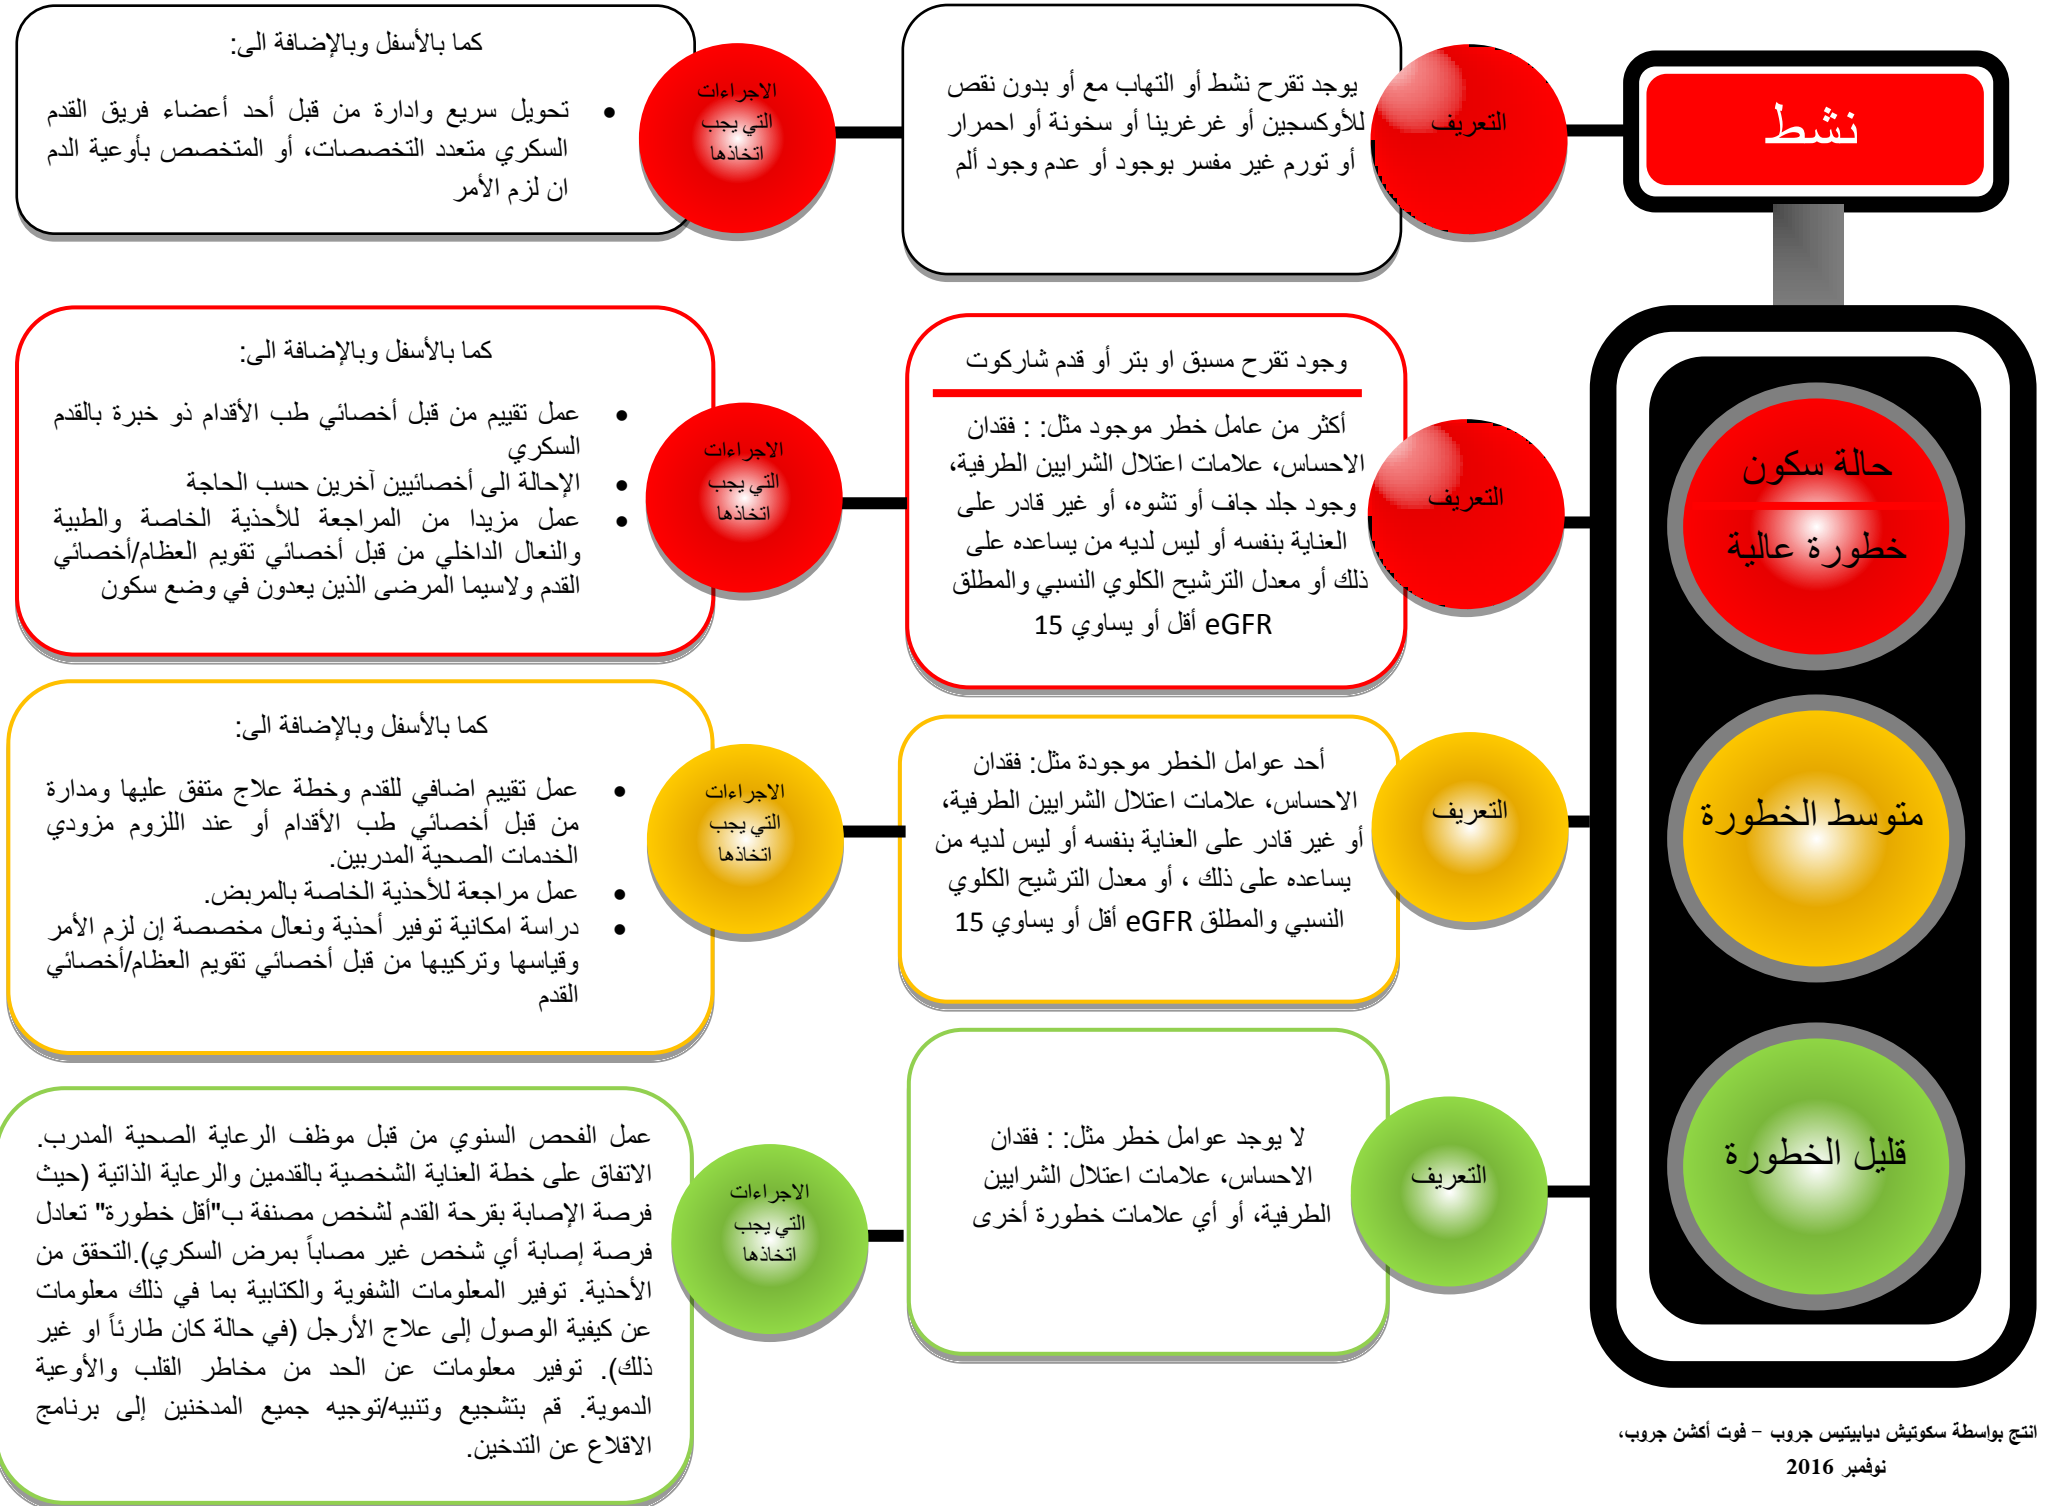 نشط
التعريف
يوجد تقرح نشط أو التهاب مع أو بدون نقص
للأوكسجين أو غرغرينا أو سخونة أو احمرار
أو تورم غير مفسر بوجود أو عدم وجود ألم
الاجراءات
التي يجب
اتخاذها
كما بالأسفل وبالإضافة الى:
• تحويل سريع وادارة من قبل أحد أعضاء فريق القدم
السكري متعدد التخصصات، أو المتخصص بأوعية الدم
ان لزم الأمر
حالة سكون
خطورة عالية
التعريف
وجود تقرح مسبق او بتر أو قدم شاركوت
أكثر من عامل خطر موجود مثل: : فقدان
الاحساس، علامات اعتلال الشرايين الطرفية،
وجود جلد جاف أو تشوه، أو غير قادر على
العناية بنفسه أو ليس لديه من يساعده على
ذلك أو معدل الترشيح الكلوي النسبي والمطلق
eGFR أقل أو يساوي 15
الاجراءات
التي يجب
اتخاذها
كما بالأسفل وبالإضافة الى:
• عمل تقييم من قبل أخصائي طب الأقدام ذو خبرة بالقدم
السكري
• الإحالة الى أخصائيين آخرين حسب الحاجة
• عمل مزيدا من المراجعة للأحذية الخاصة والطبية
والنعال الداخلي من قبل أخصائي تقويم العظام/أخصائي
القدم ولاسيما المرضى الذين يعدون في وضع سكون
متوسط الخطورة
التعريف
أحد عوامل الخطر موجودة مثل: فقدان
الاحساس، علامات اعتلال الشرايين الطرفية،
أو غير قادر على العناية بنفسه أو ليس لديه من
يساعده على ذلك ، أو معدل الترشيح الكلوي
النسبي والمطلق eGFR أقل أو يساوي 15
الاجراءات
التي يجب
اتخاذها
كما بالأسفل وبالإضافة الى:
• عمل تقييم اضافي للقدم وخطة علاج متفق عليها ومدارة
من قبل أخصائي طب الأقدام أو عند اللزوم مزودي
الخدمات الصحية المدربين.
• عمل مراجعة للأحذية الخاصة بالمريض.
• دراسة امكانية توفير أحذية ونعال مخصصة إن لزم الأمر
وقياسها وتركيبها من قبل أخصائي تقويم العظام/أخصائي
القدم
قليل الخطورة
التعريف
لا يوجد عوامل خطر مثل: : فقدان
الاحساس، علامات اعتلال الشرايين
الطرفية، أو أي علامات خطورة أخرى
الاجراءات
التي يجب
اتخاذها
عمل الفحص السنوي من قبل موظف الرعاية الصحية المدرب.
الاتفاق على خطة العناية الشخصية بالقدمين والرعاية الذاتية (حيث
فرصة الإصابة بقرحة القدم لشخص مصنفة ب"أقل خطورة" تعادل
فرصة إصابة أي شخص غير مصاباً بمرض السكري).التحقق من
الأحذية. توفير المعلومات الشفوية والكتابية بما في ذلك معلومات
عن كيفية الوصول إلى علاج الأرجل (في حالة كان طارئاً او غير
ذلك). توفير معلومات عن الحد من مخاطر القلب والأوعية
الدموية. قم بتشجيع وتنبيه/توجيه جميع المدخنين إلى برنامج
الاقلاع عن التدخين.
انتج بواسطة سكوتيش ديابيتيس جروب – فوت أكشن جروب،
نوفمبر 2016